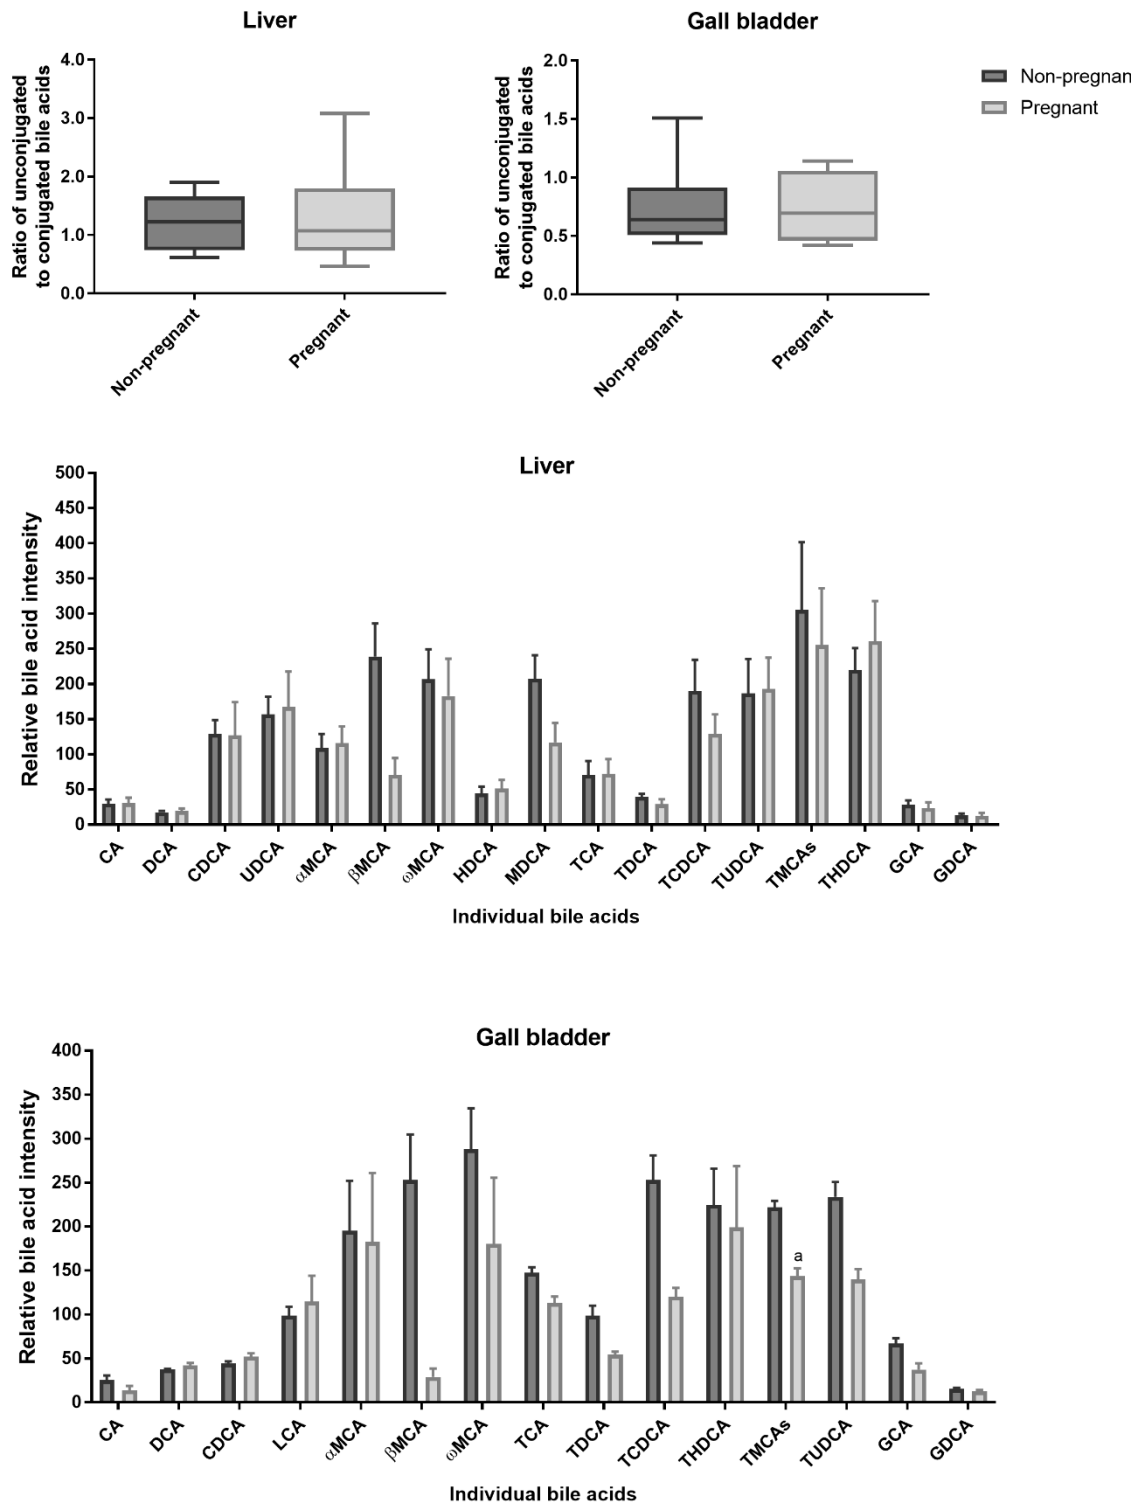 Liver
Gall bladder
Non-pregnan
Pregnant
Ratio of unconjugated
to conjugated bile acids
4.0
3.0
2.0
1.0
0.0
Non-pregnant
Pregnant
Ratio of unconjugated
to conjugated bile acids
2.0
1.5
1.0
0.5
0.0
Non-pregnant
Pregnant
Liver
Relative bile acid intensity
500
450
400
350
300
250
200
150
100
50
0
CA
DCA
CDCA
UDCA
αMCA
βMCA
ωMCA
HDCA
MDCA
TCA
TDCA
TCDCA
TUDCA
TMCAs
THDCA
GCA
GDCA
Individual bile acids
Gall bladder
Relative bile acid intensity
400
350
300
250
200
150
100
50
0
a
CA
DCA
CDCA
LCA
αMCA
βMCA
ωMCA
TCA
TDCA
TCDCA
THDCA
TMCAs
TUDCA
GCA
GDCA
Individual bile acids